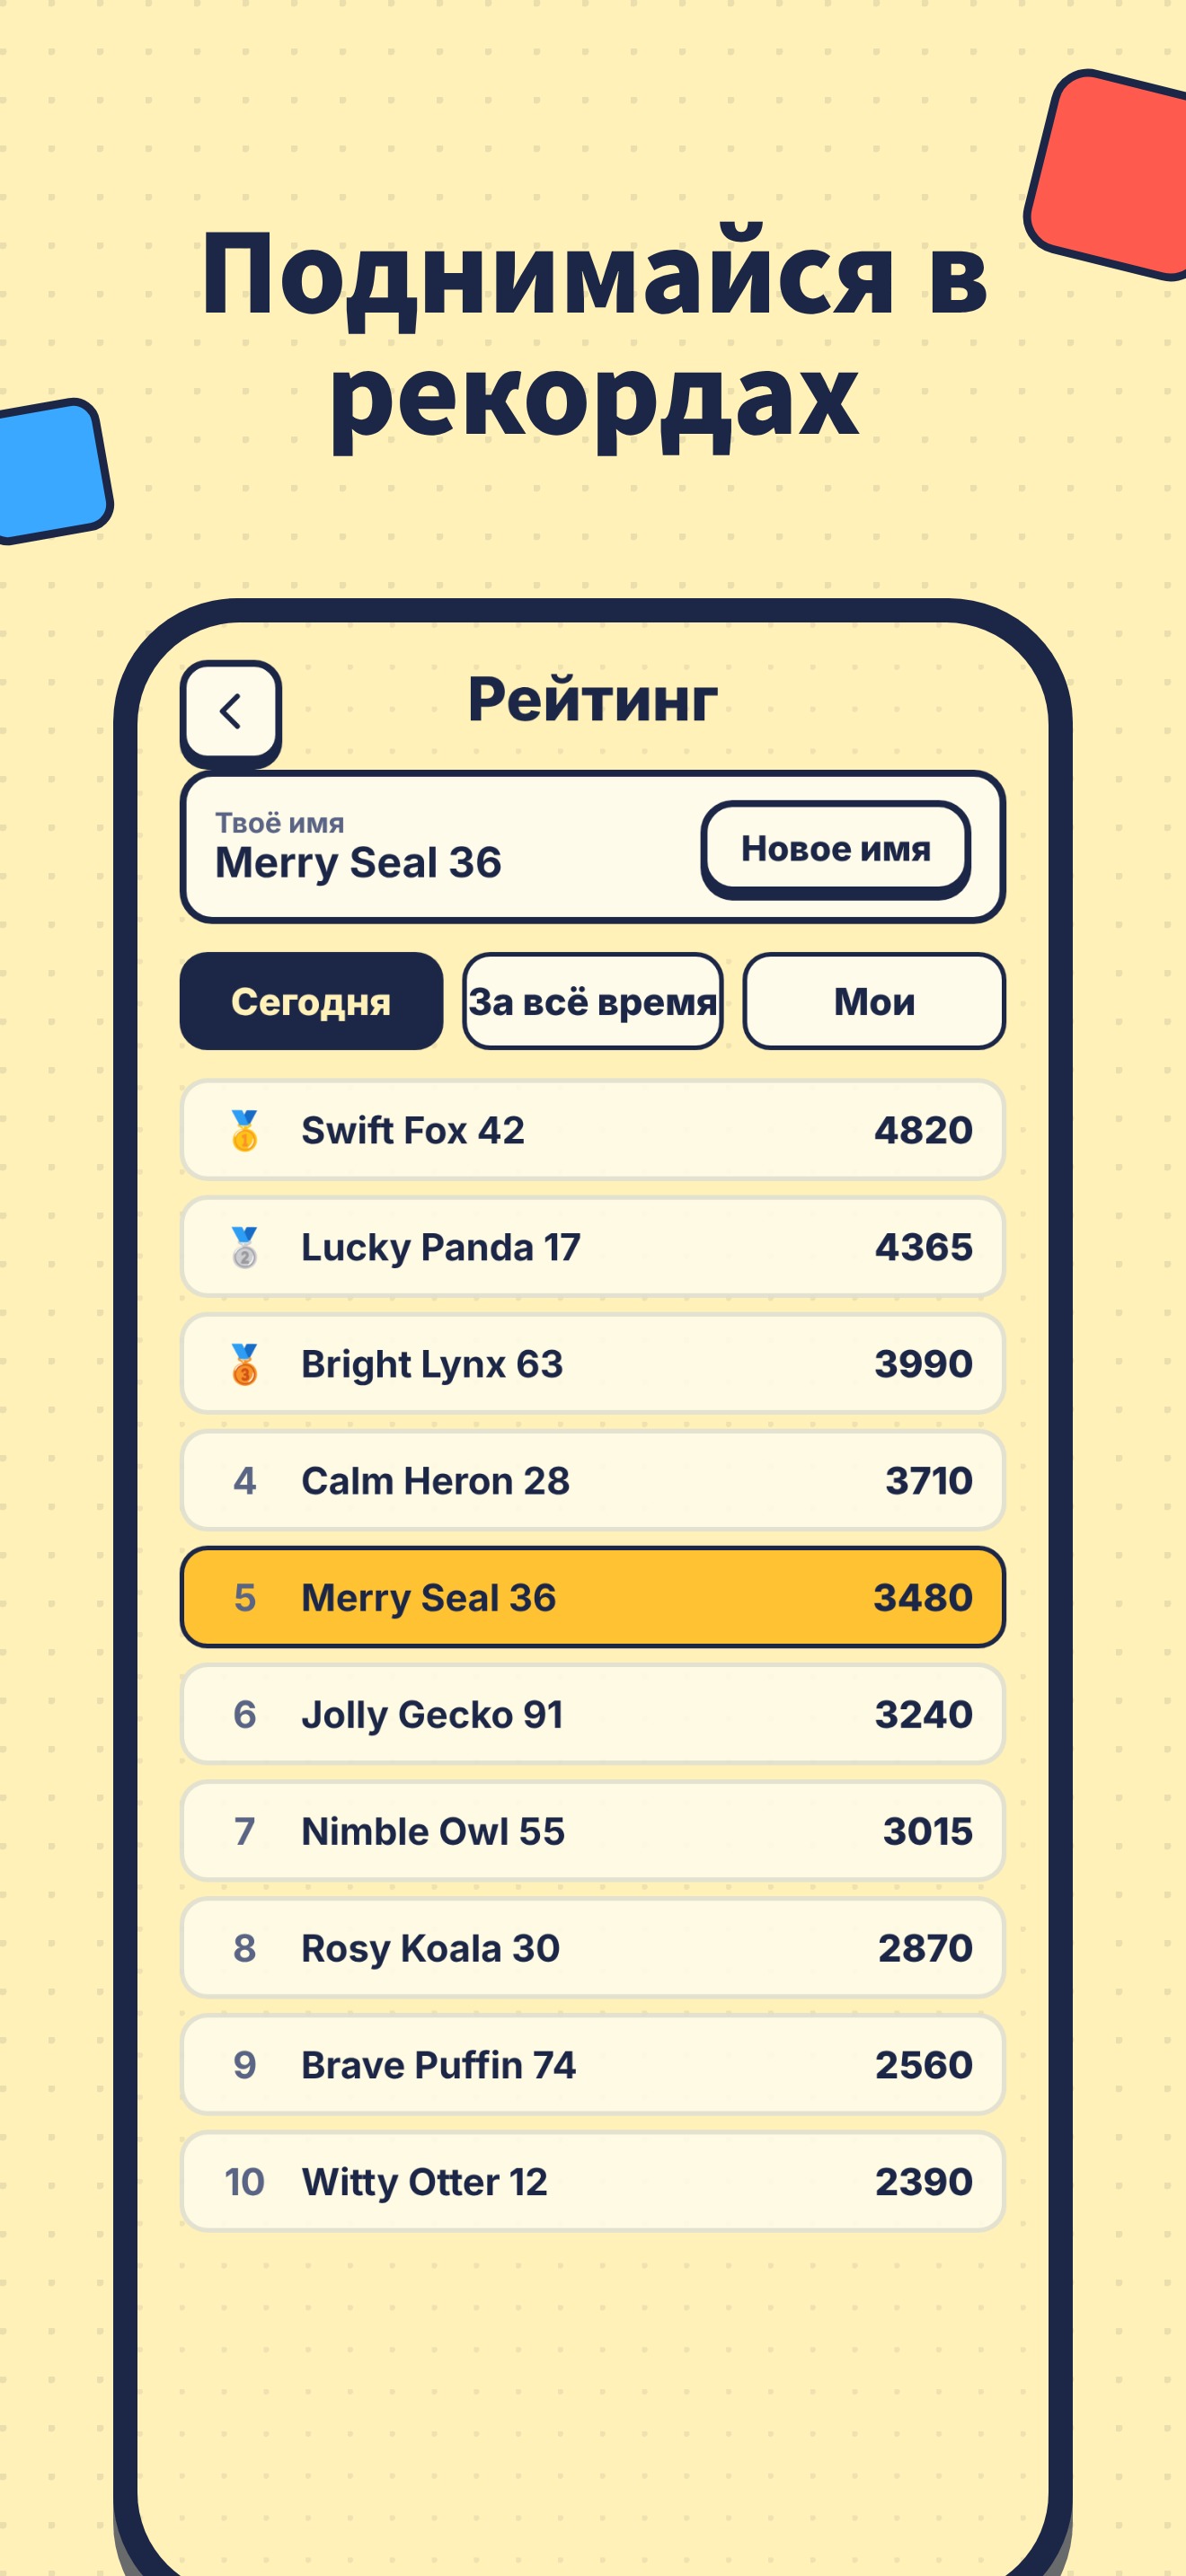 Поднимайся в
рекордах
Рейтинг
Твоё имя
Merry Seal 36
Новое имя
Сегодня
За всё время
Мои
1 Swift Fox 42 4820
2 Lucky Panda 17 4365
3 Bright Lynx 63 3990
4 Calm Heron 28 3710
5 Merry Seal 36 3480
6 Jolly Gecko 91 3240
7 Nimble Owl 55 3015
8 Rosy Koala 30 2870
9 Brave Puffin 74 2560
10 Witty Otter 12 2390